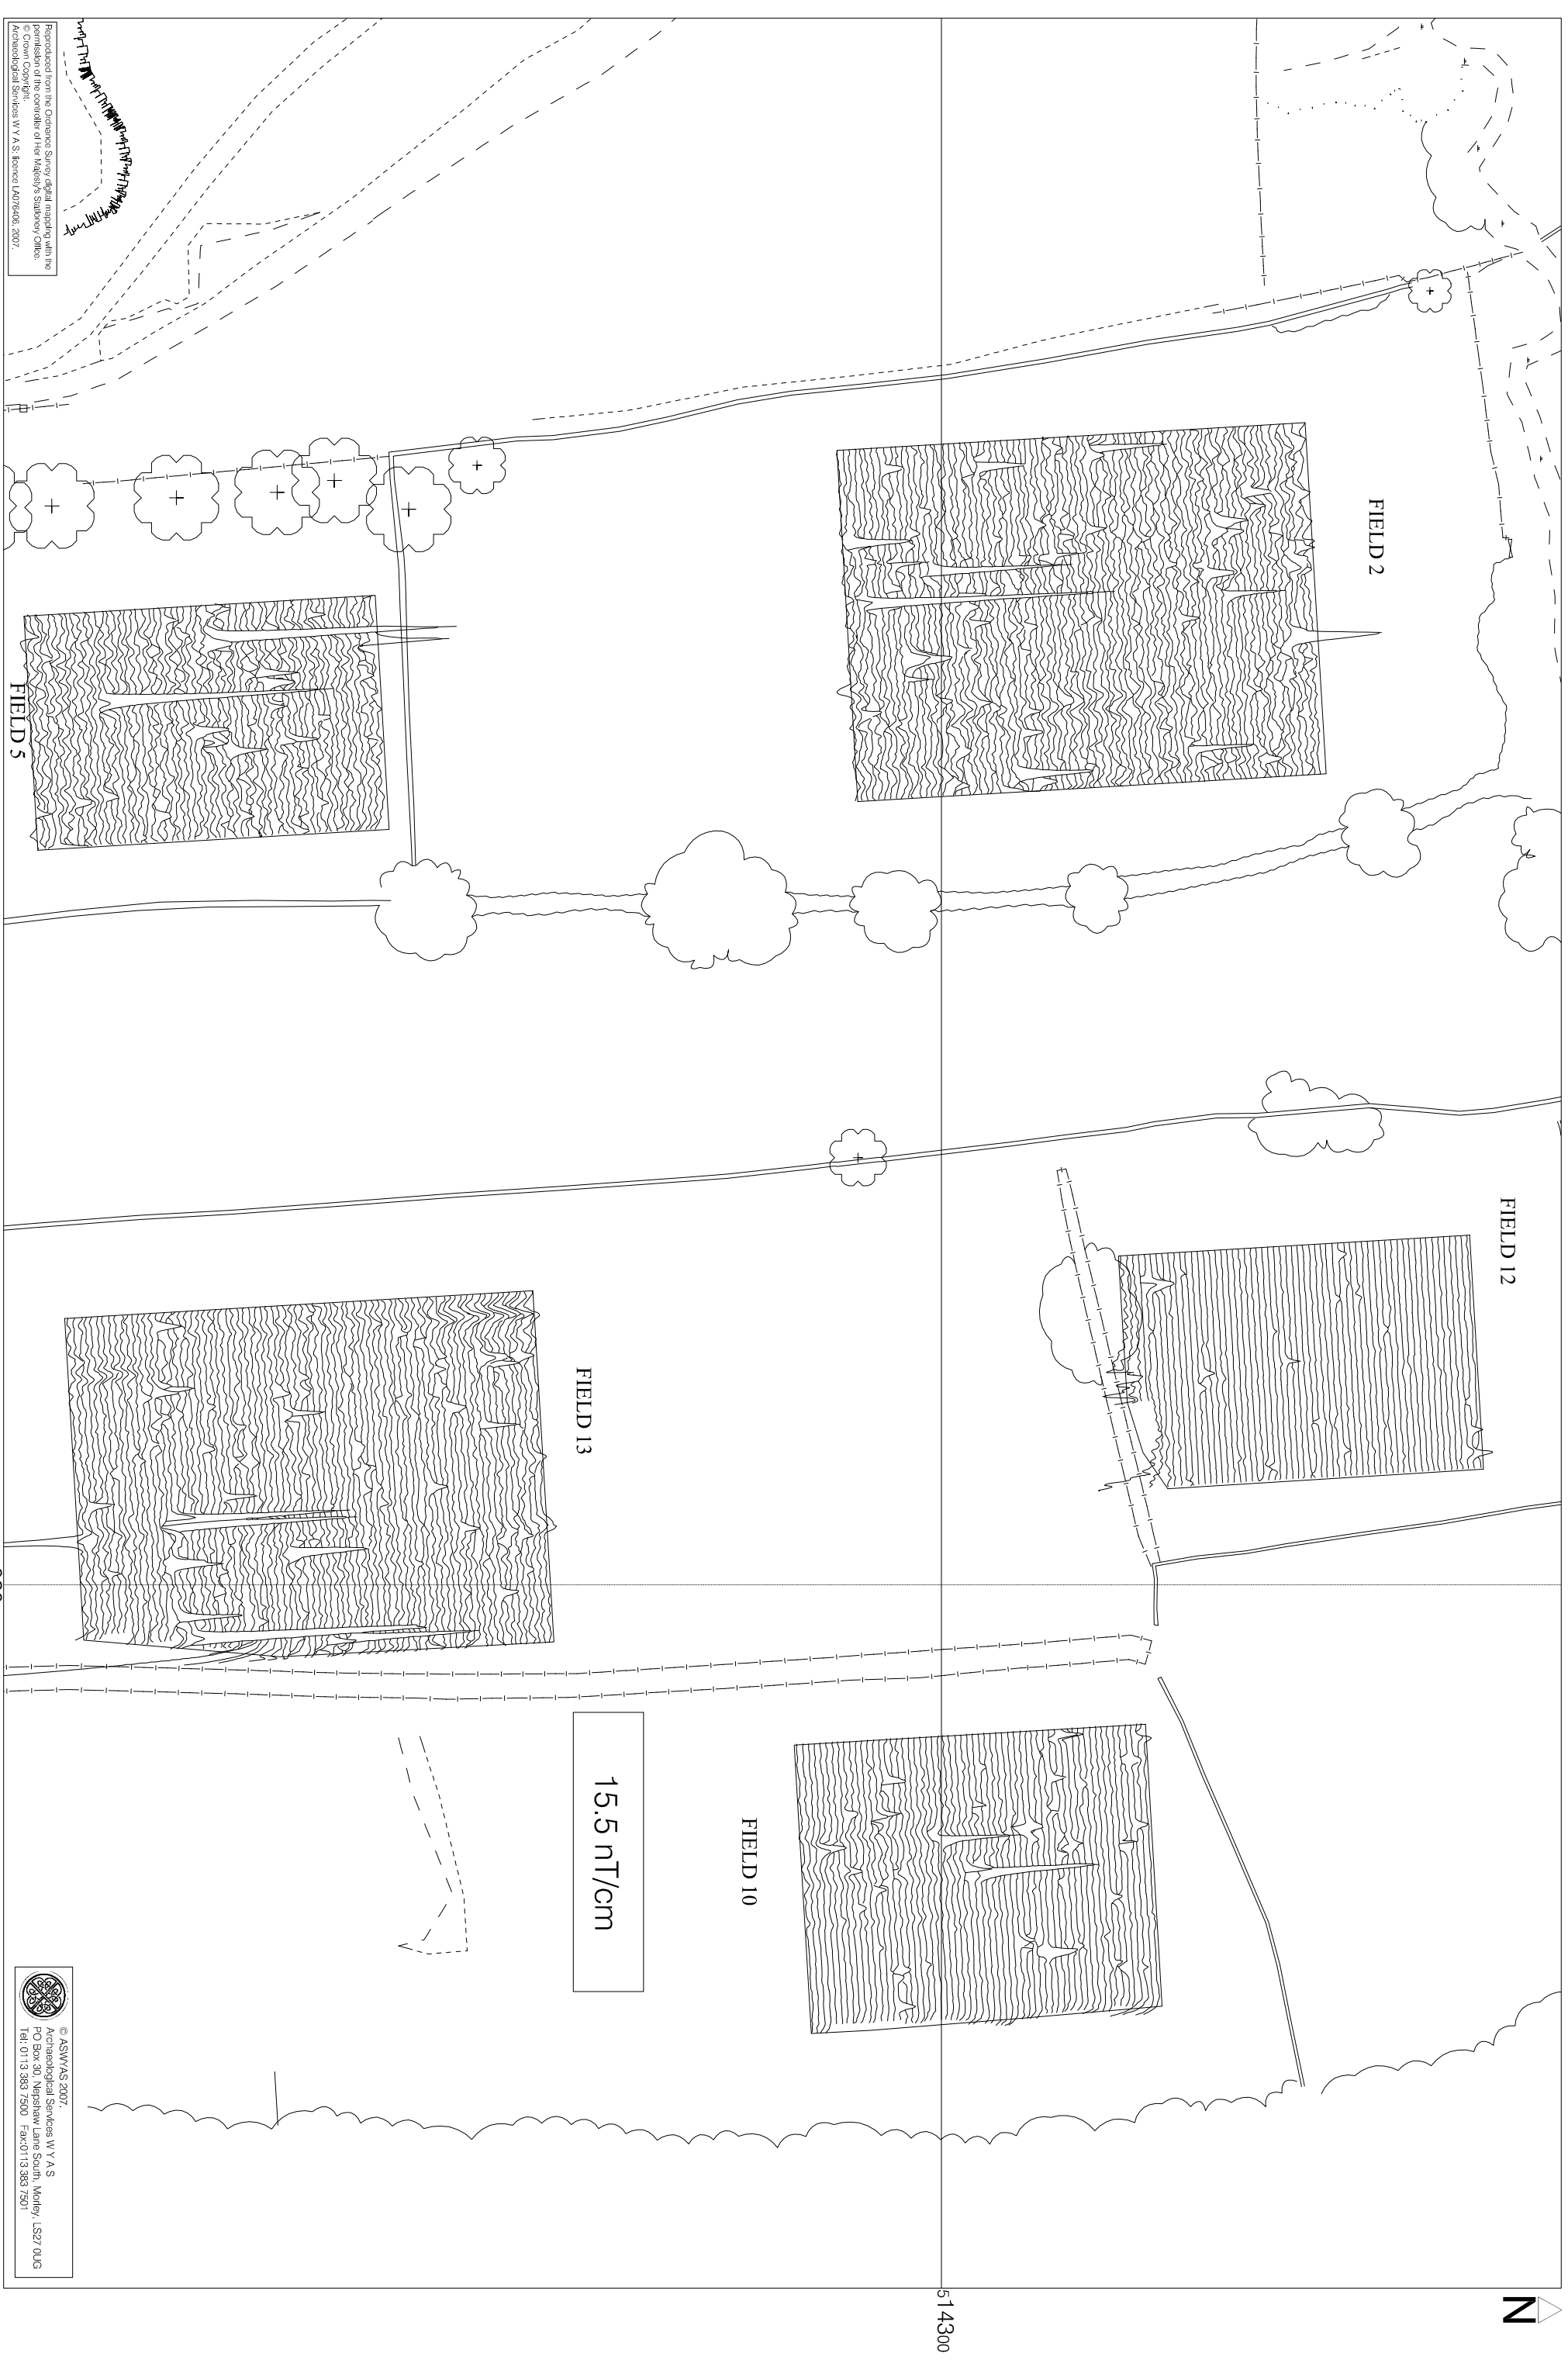 N
FIELD 2
FIELD 12
FIELD 5
FIELD 13
FIELD 10
15.5 nT/cm
514300
Reproduced from the Ordnance Survey digital mapping with the
permission of the controller of Her Majesty's Stationery Office.
© Crown Copyright.
Archaeological Services W Y A S: licence LA076406, 2007.
© ASWYAS 2007.
Archaeological Services W Y A S
PO Box 30, Nepshaw Lane South, Morley, LS27 0UG
Tel: 0113 383 7500 Fax:0113 383 7501